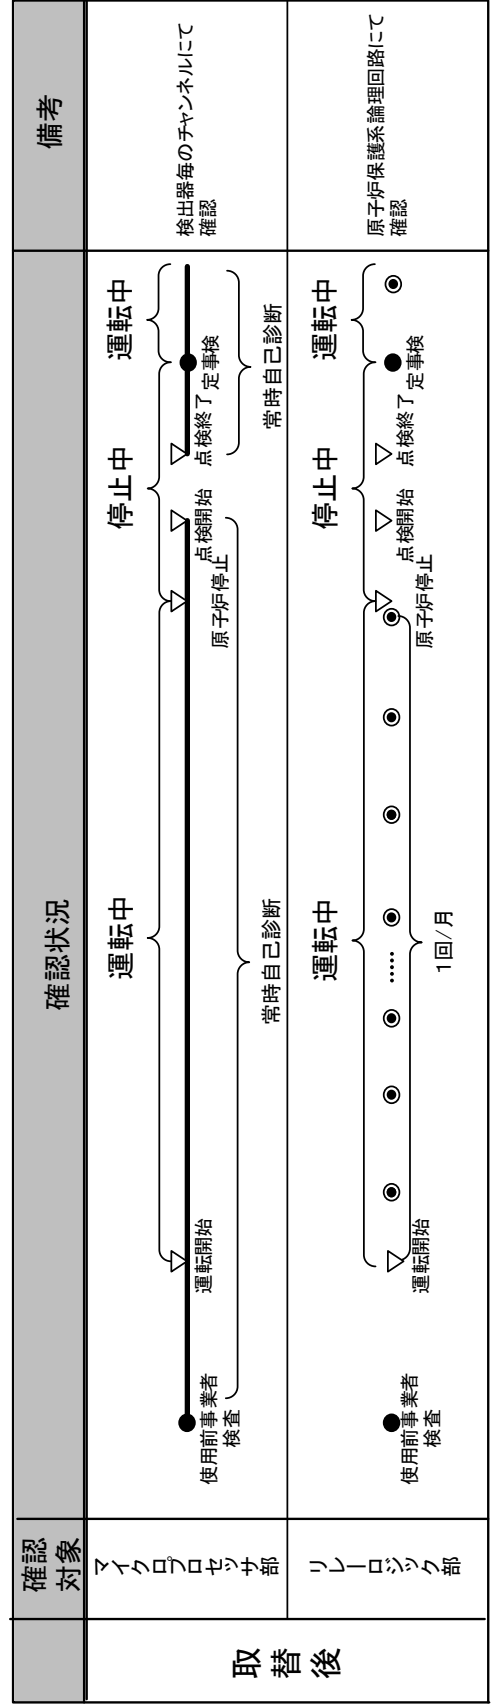 確認
対象
確認状況
備考
取替後
マイクロプロセッサ部
運転中
停止中
運転中
使用前事業者
検査
運転開始
原子炉停止
点検開始
点検終了
定事検
常時自己診断
常時自己診断
検出器毎のチャンネルにて
確認
リレーロジック部
運転中
停止中
運転中
使用前事業者
検査
運転開始
……
原子炉停止
点検開始
点検終了
定事検
1回/月
原子炉保護系論理回路にて
確認